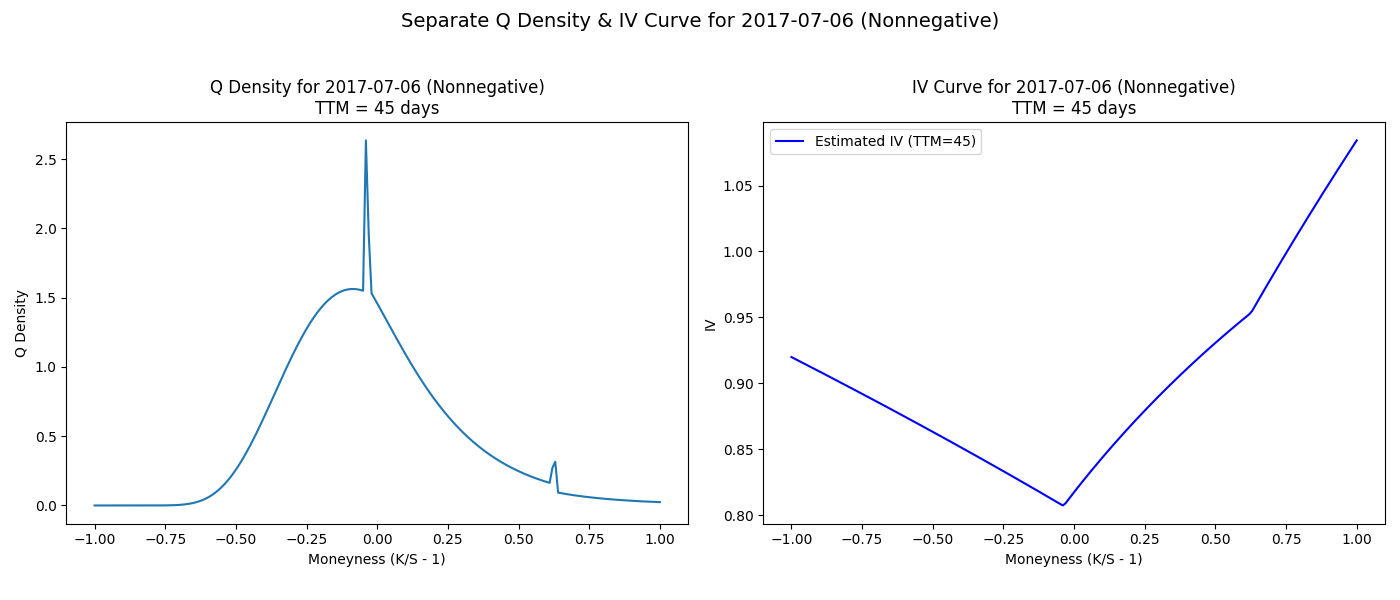 Separate Q Density & IV Curve for 2017-07-06 (Nonnegative)
Q Density for 2017-07-06 (Nonnegative)
TTM = 45 days
Q Density
2.5
2.0
1.5
1.0
0.5
0.0
−1.00 −0.75 −0.50 −0.25 0.00 0.25 0.50 0.75 1.00
Moneyness (K/S - 1)
IV Curve for 2017-07-06 (Nonnegative)
TTM = 45 days
Estimated IV (TTM=45)
IV
1.05
1.00
0.95
0.90
0.85
0.80
−1.00 −0.75 −0.50 −0.25 0.00 0.25 0.50 0.75 1.00
Moneyness (K/S - 1)